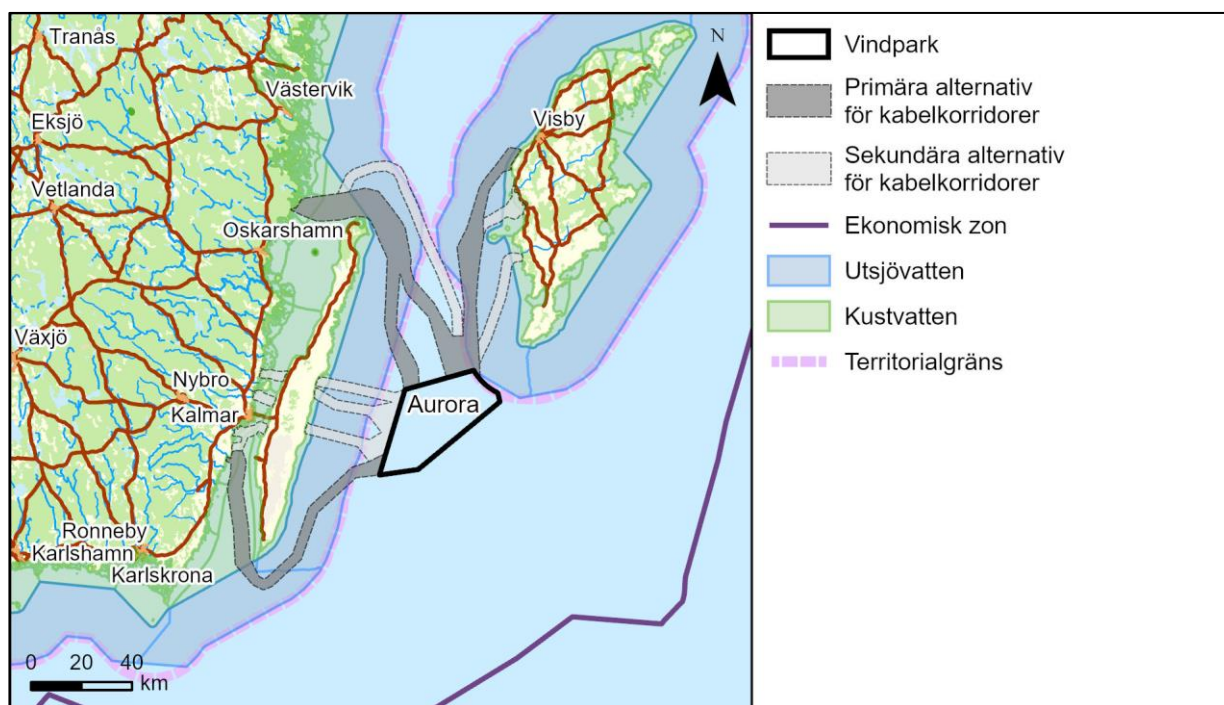 Tranås
Västervik
Eksjö
Visby
Vetlanda
Oskarshamn
Växjö
Nybro
Kalmar
Aurora
Ronneby
Karlshamn
Karlskrona
0 20 40
km
N
Vindpark
Primära alternativ
för kabelkorridorer
Sekundära alternativ
för kabelkorridorer
Ekonomisk zon
Utsjövatten
Kustvatten
Territorialgräns